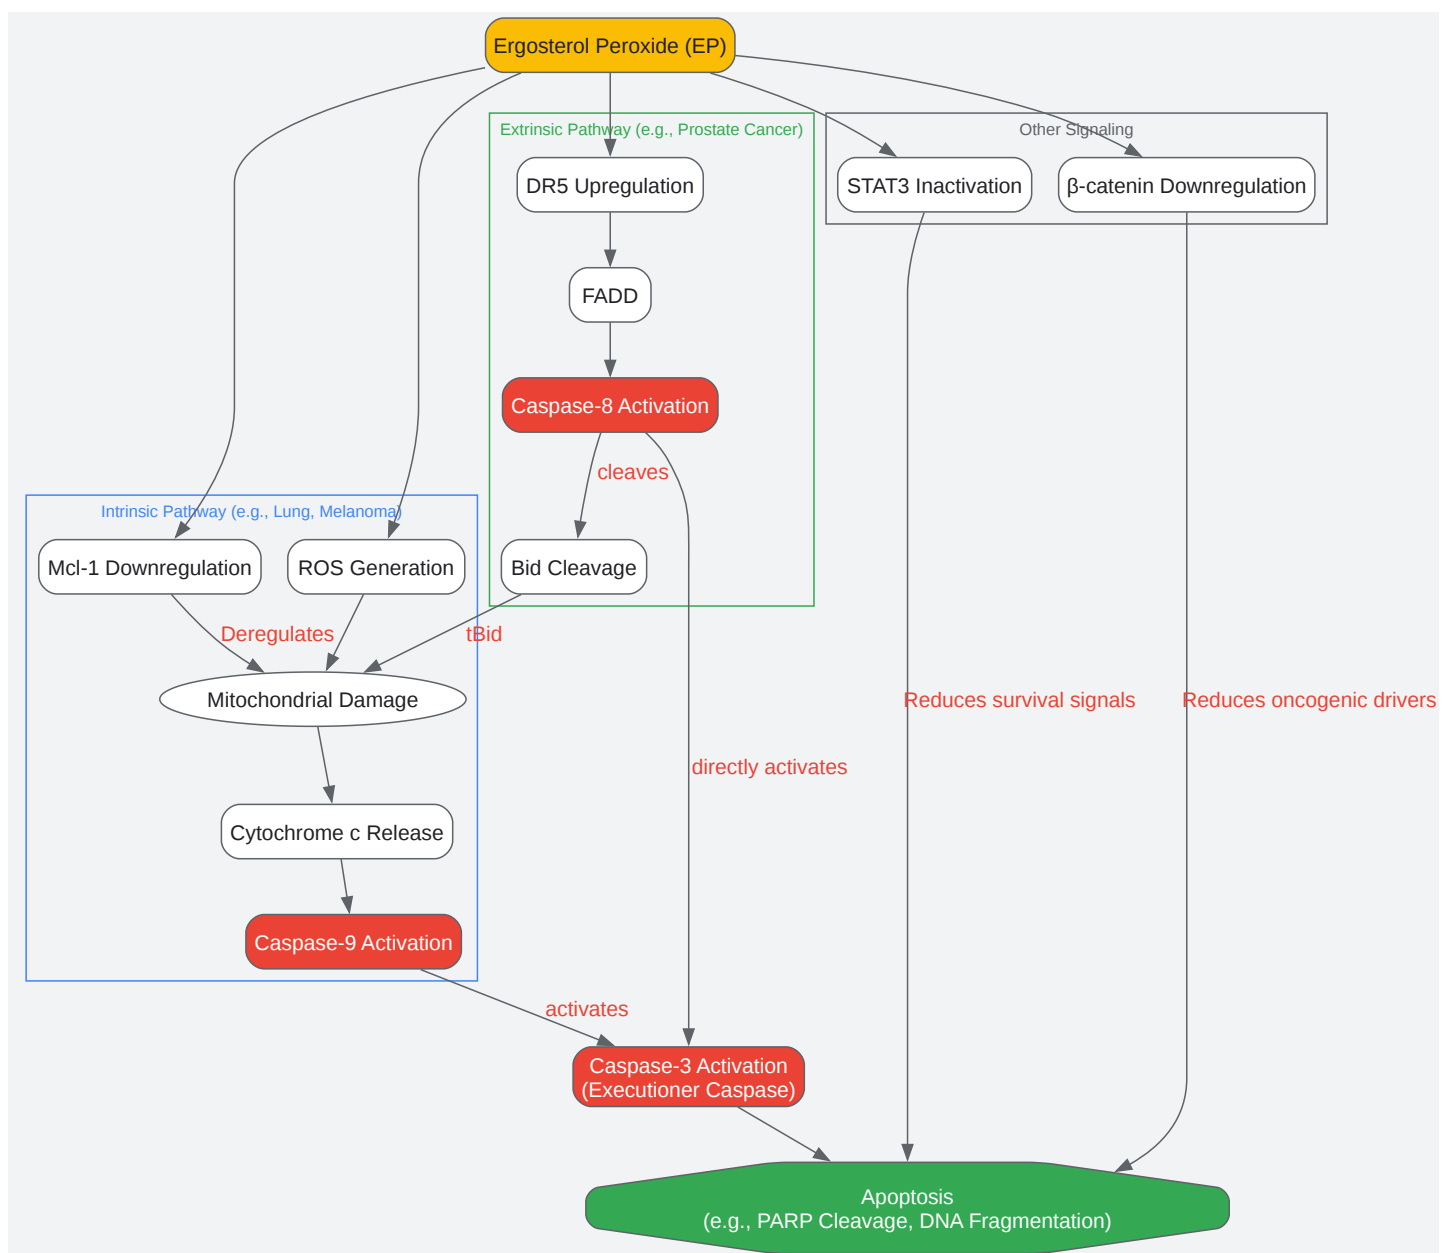 Ergosterol Peroxide (EP)
Extrinsic Pathway (e.g., Prostate Cancer)
Other Signaling
DR5 Upregulation
STAT3 Inactivation
β-catenin Downregulation
FADD
Caspase-8 Activation
cleaves
Intrinsic Pathway (e.g., Lung, Melanoma)
Mcl-1 Downregulation
ROS Generation
Bid Cleavage
Deregulates
tBid
Mitochondrial Damage
Reduces survival signals
Reduces oncogenic drivers
directly activates
Cytochrome c Release
Caspase-9 Activation
activates
Caspase-3 Activation
(Executioner Caspase)
Apoptosis
(e.g., PARP Cleavage, DNA Fragmentation)